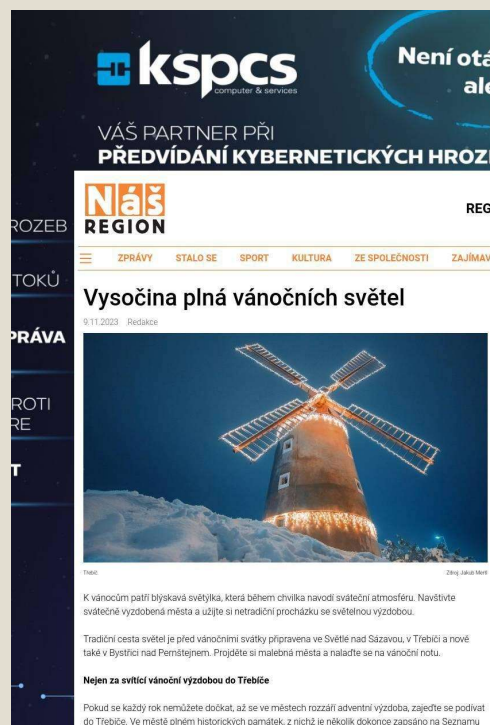 kspcs
computer & services
Není otá
ale
VÁŠ PARTNER PŘI
PŘEDVÍDÁNÍ KYBERNETICKÝCH HROZE
ROZEB
TOKŮ
PRÁVA
ROTI
RE
T
Náš
REGION
REG
ZPRÁVY STALO SE SPORT KULTURA ZE SPOLEČNOSTI ZAJÍMAV
Vysočina plná vánočních světel
9.11.2023 Redakce
Třebíč
Zdroj: Jakub Mertl
K vánocům patří blýskavá světýlka, která během chvilka navodí sváteční atmosféru. Navštivte
svátečně vyzdobená města a užijte si netradiční procházku se světelnou výzdobou.
Tradiční cesta světel je před vánočními svátky připravena ve Světlé nad Sázavou, v Třebíči a nově
také v Bystřici nad Pernštejnem. Projděte si malebná města a nalaďte se na vánoční notu.
Nejen za svítící vánoční výzdobou do Třebíče
Pokud se každý rok nemůžete dočkat, až se ve městech rozzáří adventní výzdoba, zajeďte se podívat
do Třebíče. Ve městě plném historických památek, z nichž je několik dokonce zapsáno na Seznamu